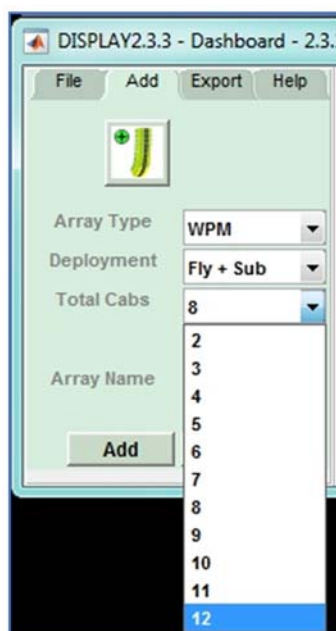 DISPLAY2.3.3 - Dashboard - 2.3.
File Add Export Help
Array Type WPM
Deployment Fly + Sub
Total Cabs 8
2
3
4
Array Name
5
Add
6
7
8
9
10
11
12